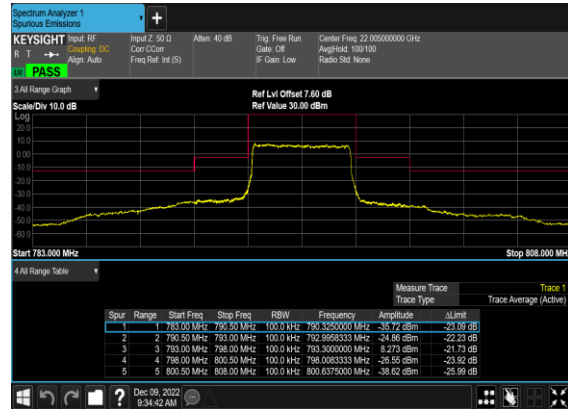 Spectrum Analyzer 1
Spurious Emissions
+
KEYSIGHT Input: RF Input Z: 50 Ω Atten: 40 dB Trig: Free Run Center Freq: 22.005000000 GHz
R T Coupling: DC Corr CCorr Gate: Off Avg|Hold: 100/100
Align: Auto Freq Ref: Int (S) IF Gain: Low Radio Std: None
PASS
3 All Range Graph
Ref Lvl Offset 7.60 dB
Scale/Div 10.0 dB Ref Value 30.00 dBm
Log
20.0
10.0
0.00
-10.0
-20.0
-30.0
-40.0
-50.0
-60.0
Start 783.000 MHz Stop 808.000 MH
4 All Range Table
Measure Trace Trace 1
Trace Type Trace Average (Active)
Spur Range Start Freq Stop Freq RBW Frequency Amplitude ΔLimit
1 1 783.00 MHz 790.50 MHz 100.0 kHz 790.3250000 MHz -35.72 dBm -23.09 dB
2 2 790.50 MHz 793.00 MHz 100.0 kHz 792.9958333 MHz -24.86 dBm -22.23 dB
3 3 793.00 MHz 798.00 MHz 100.0 kHz 793.3000000 MHz 8.273 dBm -21.73 dB
4 4 798.00 MHz 800.50 MHz 100.0 kHz 798.0083333 MHz -26.55 dBm -23.92 dB
5 5 800.50 MHz 808.00 MHz 100.0 kHz 800.6375000 MHz -38.62 dBm -25.99 dB
? Dec 09, 2022
9:34:42 AM